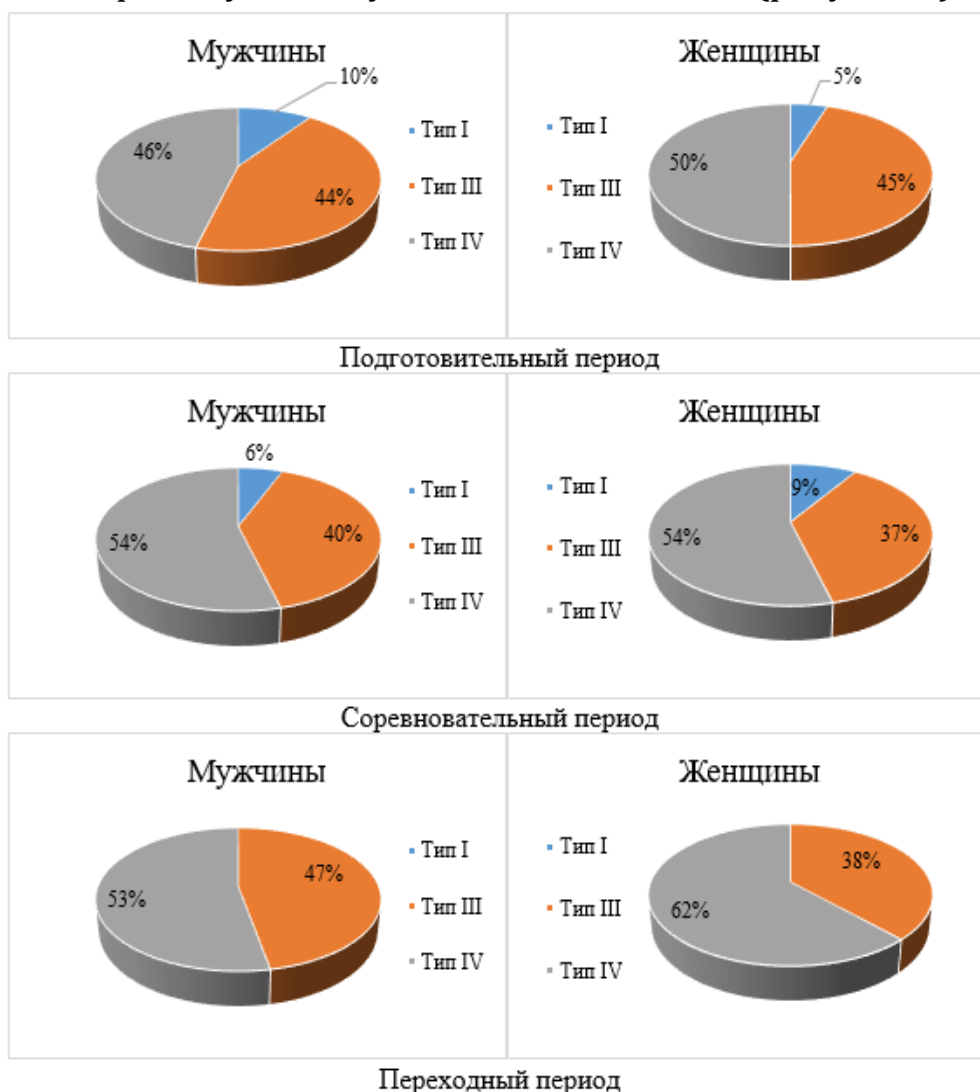 Мужчины
10%
46%
44%
Тип I
Тип III
Тип IV
Женщины
5%
50%
45%
Тип I
Тип III
Тип IV
Подготовительный период
Мужчины
6%
54%
40%
Тип I
Тип III
Тип IV
Женщины
9%
54%
37%
Тип I
Тип III
Тип IV
Соревновательный период
Мужчины
47%
53%
Тип I
Тип III
Тип IV
Женщины
38%
62%
Тип I
Тип III
Тип IV
Переходный период